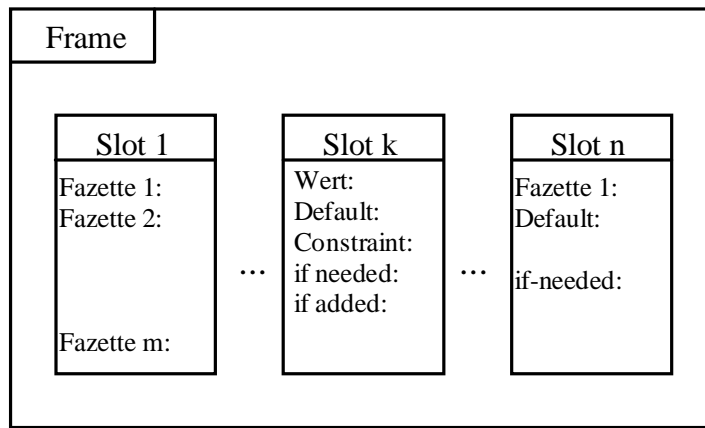 Frame
Slot 1
Fazette 1:
Fazette 2:
Fazette m:
...
Slot k
Wert:
Default:
Constraint:
if needed:
if added:
...
Slot n
Fazette 1:
Default:
if-needed: